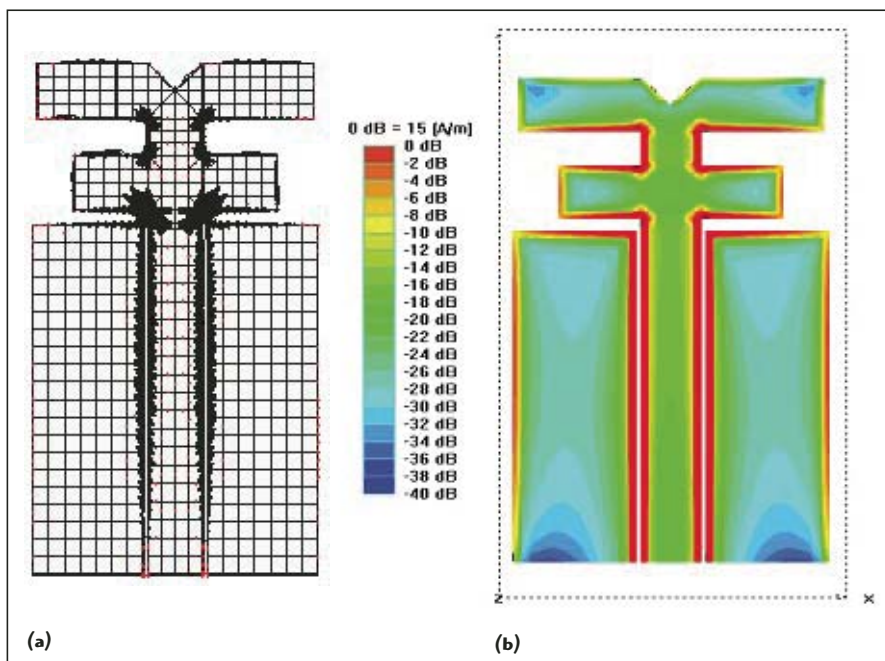 0 dB = 15 [A/m]
0 dB
-2 dB
-4 dB
-6 dB
-8 dB
-10 dB
-12 dB
-14 dB
-16 dB
-18 dB
-20 dB
-22 dB
-24 dB
-26 dB
-28 dB
-30 dB
-32 dB
-34 dB
-36 dB
-38 dB
-40 dB
z
x
(a)
(b)